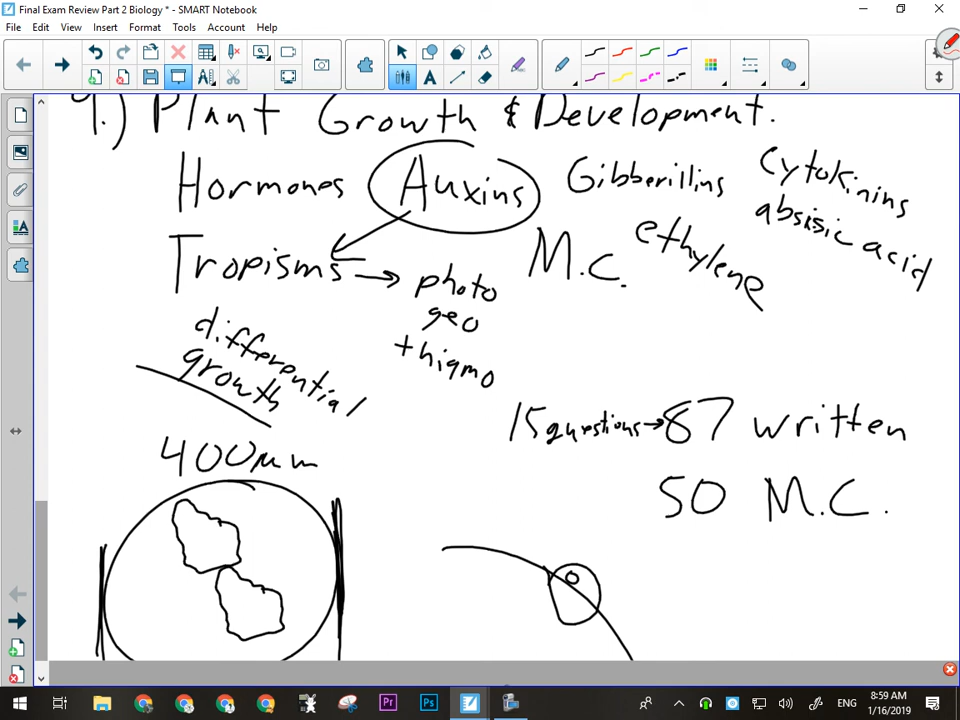 Final Exam Review Part 2 Biology * - SMART Notebook
File Edit View Insert Format Tools Account Help
9.) Plant Growth & Development.
Hormones Auxins Gibberillins Cytokinins
absisic acid
ethylene
Tropisms → photo M.C.
geo
thigmo
differential
growth
15 questions → 87 written
50 M.C.
400µm
ENG
8:59 AM
1/16/2019